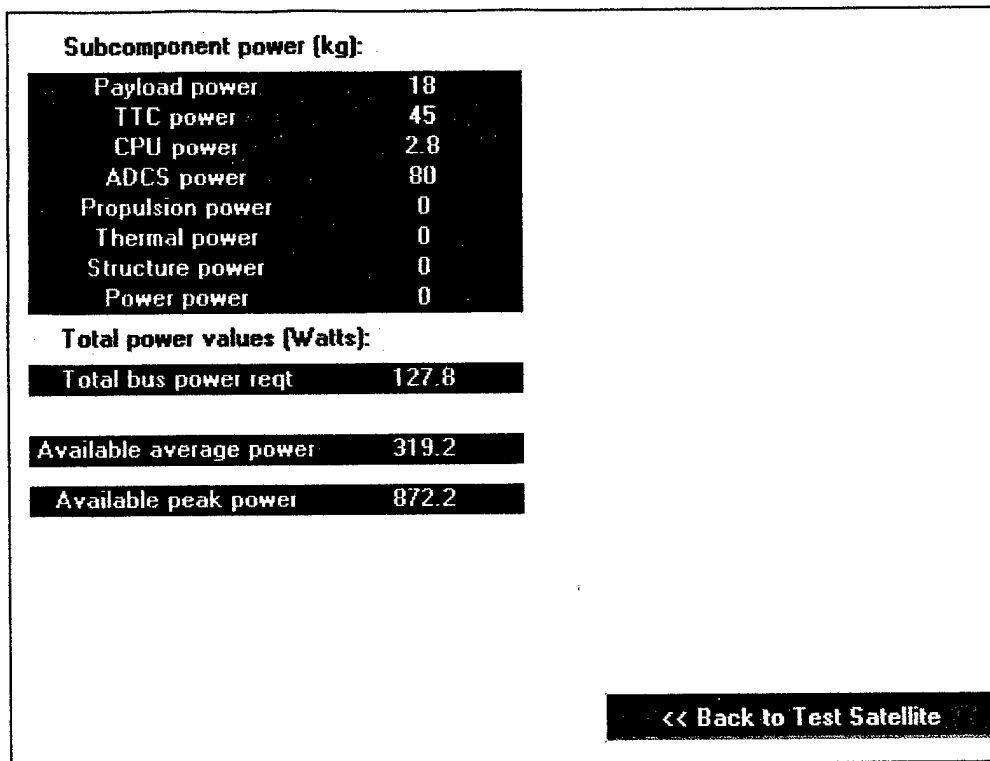 Subcomponent power (kg):
Payload power 18
TTC power 45
CPU power 2.8
ADCS power 80
Propulsion power 0
Thermal power 0
Structure power 0
Power power 0
Total power values (Watts):
Total bus power reqt 127.8
Available average power 319.2
Available peak power 872.2
<< Back to Test Satellite